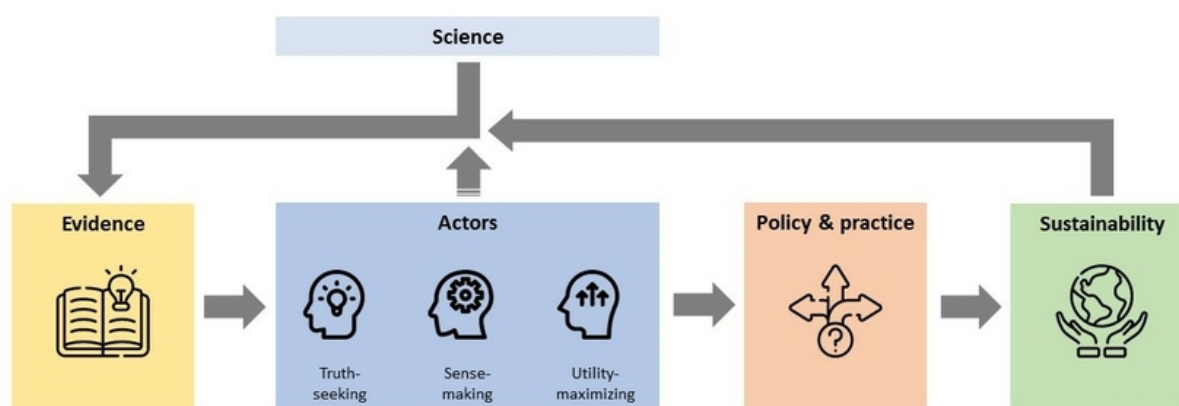 Science
Evidence
Actors
Policy & practice
Sustainability
?
Truth-
seeking
Sense-
making
Utility-
maximizing